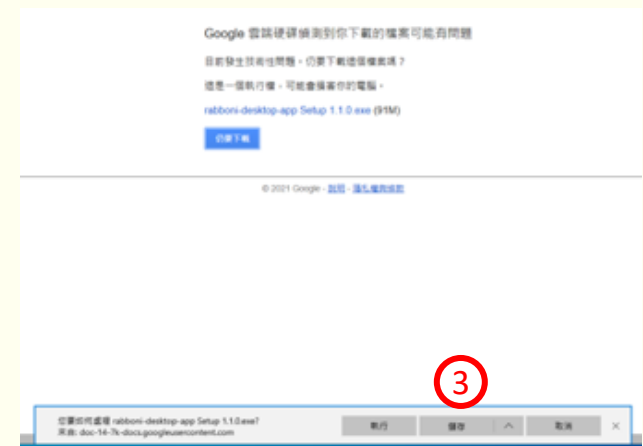 Google 雲端硬碟偵測到你下載的檔案可能有問題
目前發生技術性問題，仍要下載這個檔案嗎？
這是一個執行檔，可能會損害你的電腦。
rabboni-desktop-app Setup 1.1.0.exe (91M)
仍要下載
© 2021 Google - 說明 - 隱私權與條款
3
您要如何處理 rabboni-desktop-app Setup 1.1.0.exe?
來自: doc-14-7k-docs.googleusercontent.com
執行
儲存
取消